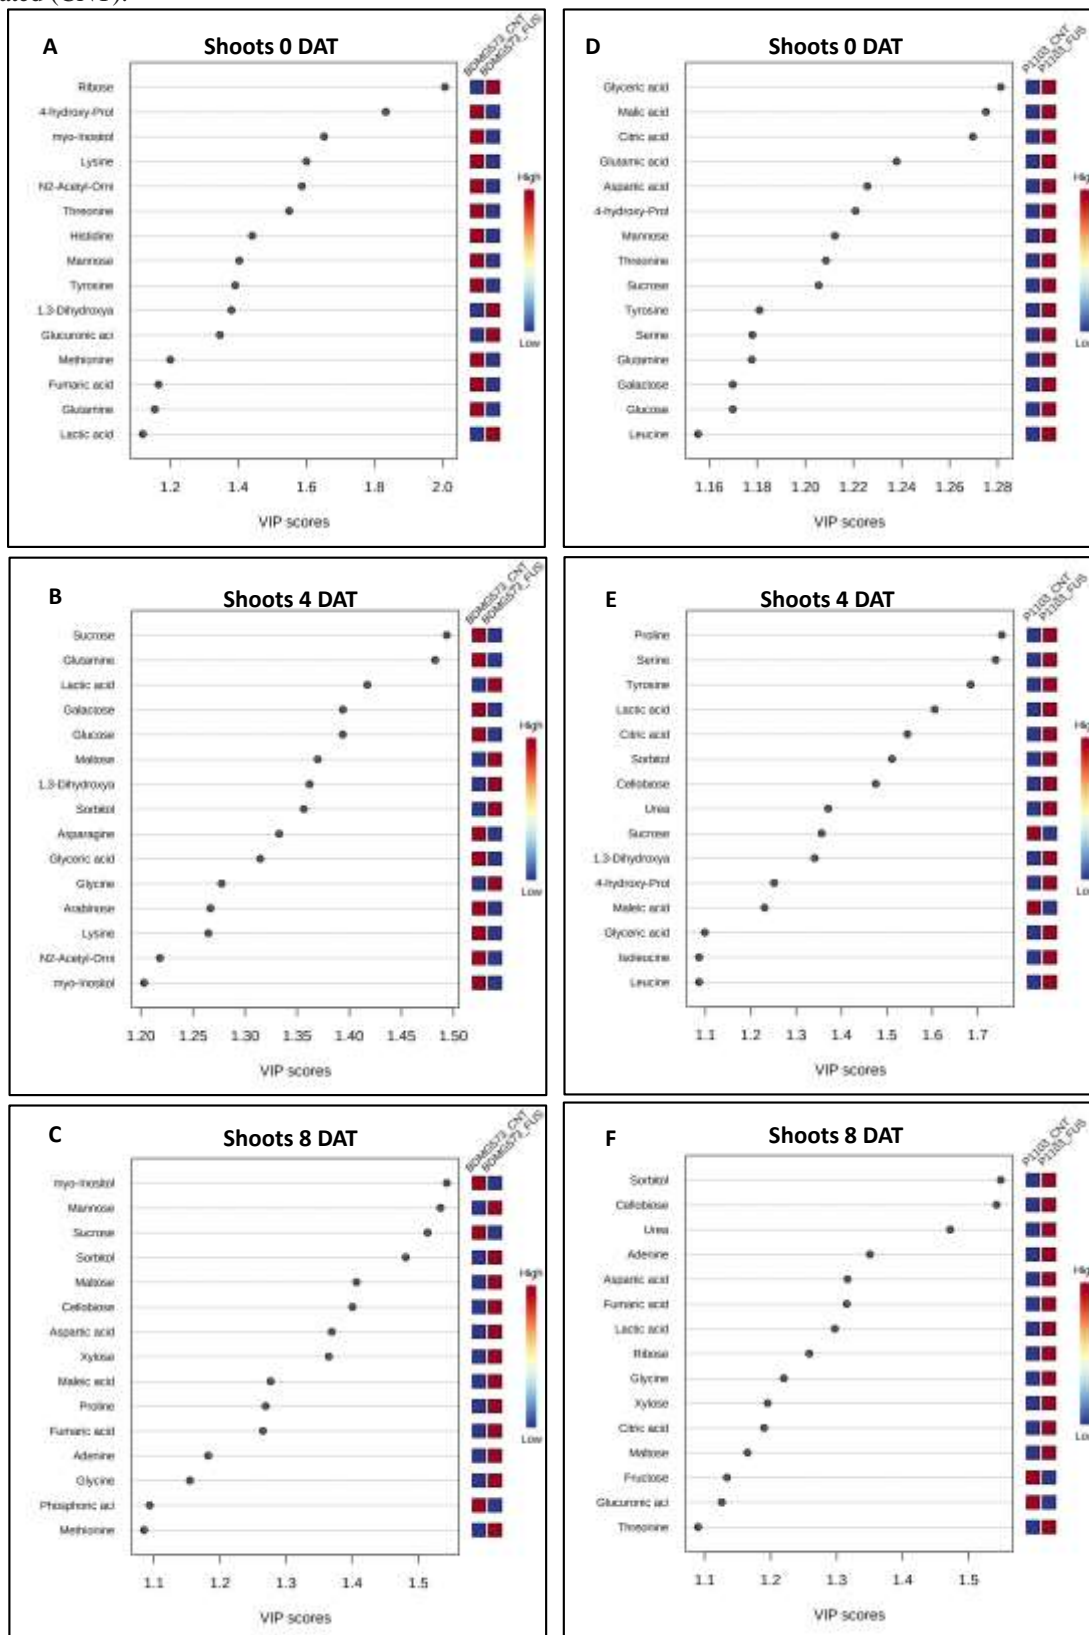 A
Shoots 0 DAT
BDMG573_CNT
BDMG573_FUS
Ribose
4-hydroxy-Prol
myo-Inositol
Lysine
N2-Acetyl-Orni
Threonine
Histidine
Mannose
Tyrosine
1,3-Dihydroxya
Glucuronic aci
Methionine
Fumaric acid
Glutamine
Lactic acid
High
Low
1.2 1.4 1.6 1.8 2.0
VIP scores
D
Shoots 0 DAT
P1103_CNT
P1103_FUS
Glyceric acid
Malic acid
Citric acid
Glutamic acid
Aspartic acid
4-hydroxy-Prol
Mannose
Threonine
Sucrose
Tyrosine
Serine
Glutamine
Galactose
Glucose
Leucine
1.16 1.18 1.20 1.22 1.24 1.26 1.28
VIP scores
B
Shoots 4 DAT
BDMG573_CNT
BDMG573_FUS
Sucrose
Glutamine
Lactic acid
Galactose
Glucose
Maltose
1,3-Dihydroxya
Sorbitol
Asparagine
Glyceric acid
Glycine
Arabinose
Lysine
N2-Acetyl-Orni
myo-Inositol
High
Low
1.20 1.25 1.30 1.35 1.40 1.45 1.50
VIP scores
E
Shoots 4 DAT
P1103_CNT
P1103_FUS
Proline
Serine
Tyrosine
Lactic acid
Citric acid
Sorbitol
Cellobiose
Urea
Sucrose
1,3-Dihydroxya
4-hydroxy-Prol
Maleic acid
Glyceric acid
Isoleucine
Leucine
1.1 1.2 1.3 1.4 1.5 1.6 1.7
VIP scores
C
Shoots 8 DAT
BDMG573_CNT
BDMG573_FUS
myo-Inositol
Mannose
Sucrose
Sorbitol
Maltose
Cellobiose
Aspartic acid
Xylose
Maleic acid
Proline
Fumaric acid
Adenine
Glycine
Phosphoric aci
Methionine
High
Low
1.1 1.2 1.3 1.4 1.5
VIP scores
F
Shoots 8 DAT
P1103_CNT
P1103_FUS
Sorbitol
Cellobiose
Urea
Adenine
Aspartic acid
Fumaric acid
Lactic acid
Ribose
Glycine
Xylose
Citric acid
Maltose
Fructose
Glucuronic aci
Threonine
1.1 1.2 1.3 1.4 1.5
VIP scores